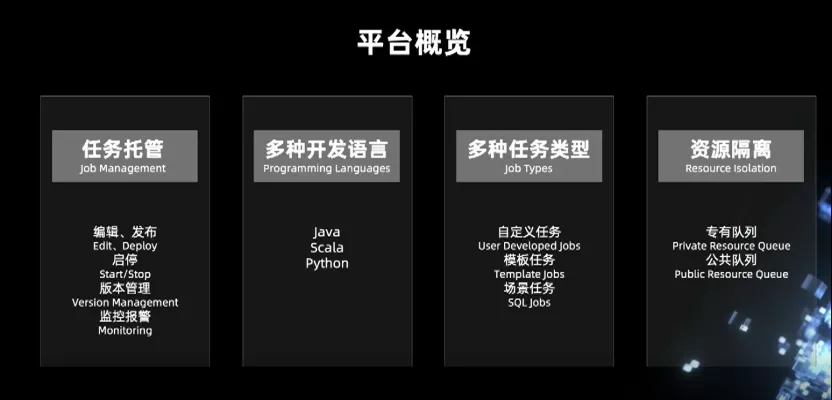 平台概览
任务托管
Job Management
编辑、发布
Edit、Deploy
启停
Start/Stop
版本管理
Version Management
监控报警
Monitoring
多种开发语言
Programming Languages
Java
Scala
Python
多种任务类型
Job Types
自定义任务
User Developed Jobs
模板任务
Template Jobs
场景任务
SQL Jobs
资源隔离
Resource Isolation
专有队列
Private Resource Queue
公共队列
Public Resource Queue